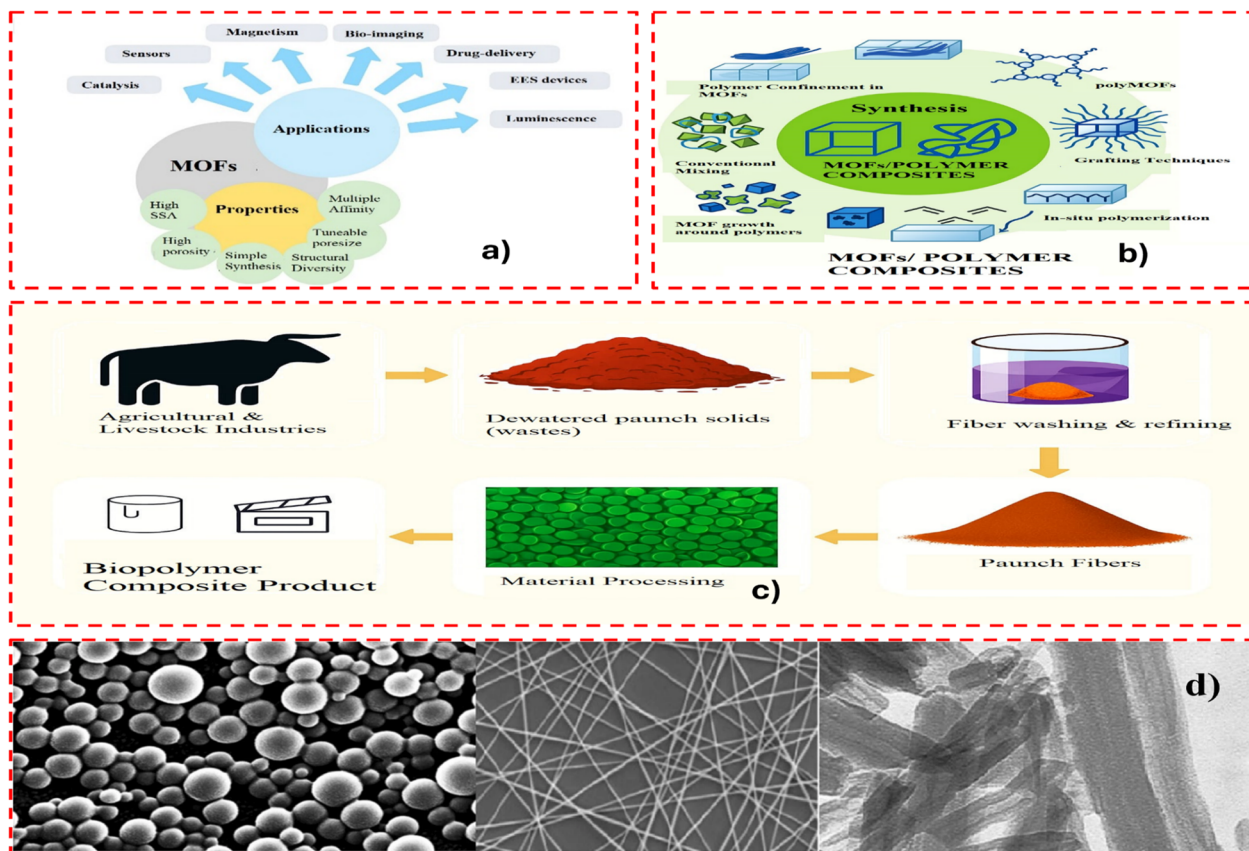 Magnetism
Bio-imaging
Sensors
Drug-delivery
Catalysis
EES devices
Applications
Luminescence
MOFs
High
SSA
Properties
Multiple
Affinity
High
porosity
Simple
Synthesis
Structural
Diversity
Tuneable
poresize
a)
Polymer Confinement in
MOFs
polyMOFs
Synthesis
MOFs/POLYMER
COMPOSITES
Conventional
Mixing
Grafting Techniques
MOF growth
around polymers
In-situ polymerization
MOFs/ POLYMER
COMPOSITES
b)
Agricultural &
Livestock Industries
Dewatered paunch solids
(wastes)
Fiber washing & refining
Biopolymer
Composite Product
Material Processing
Paunch Fibers
c)
d)